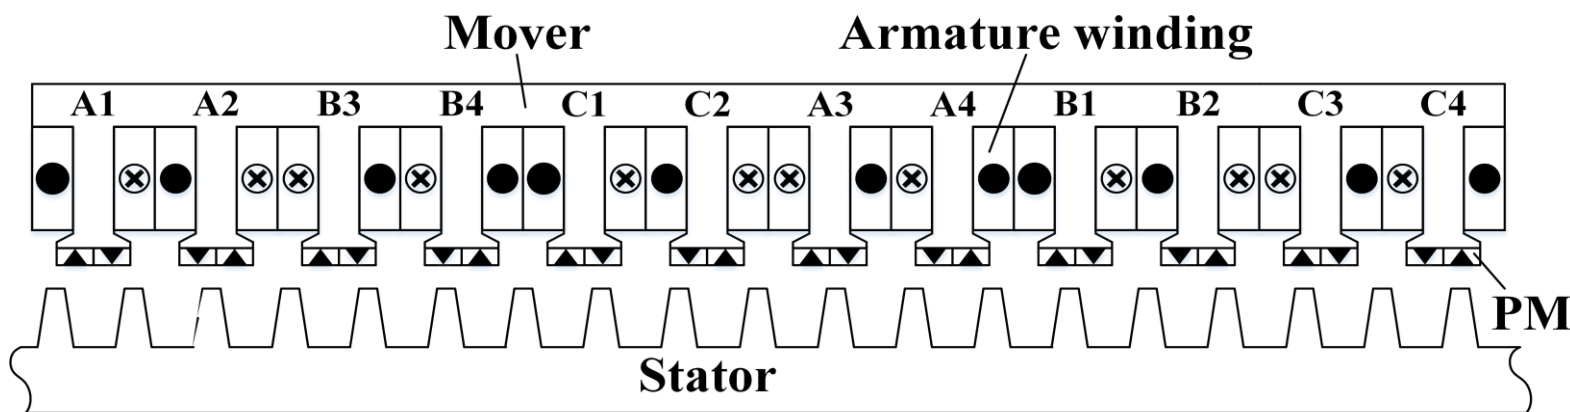 Mover Armature winding
A1 A2 B3 B4 C1 C2 A3 A4 B1 B2 C3 C4
PM
Stator